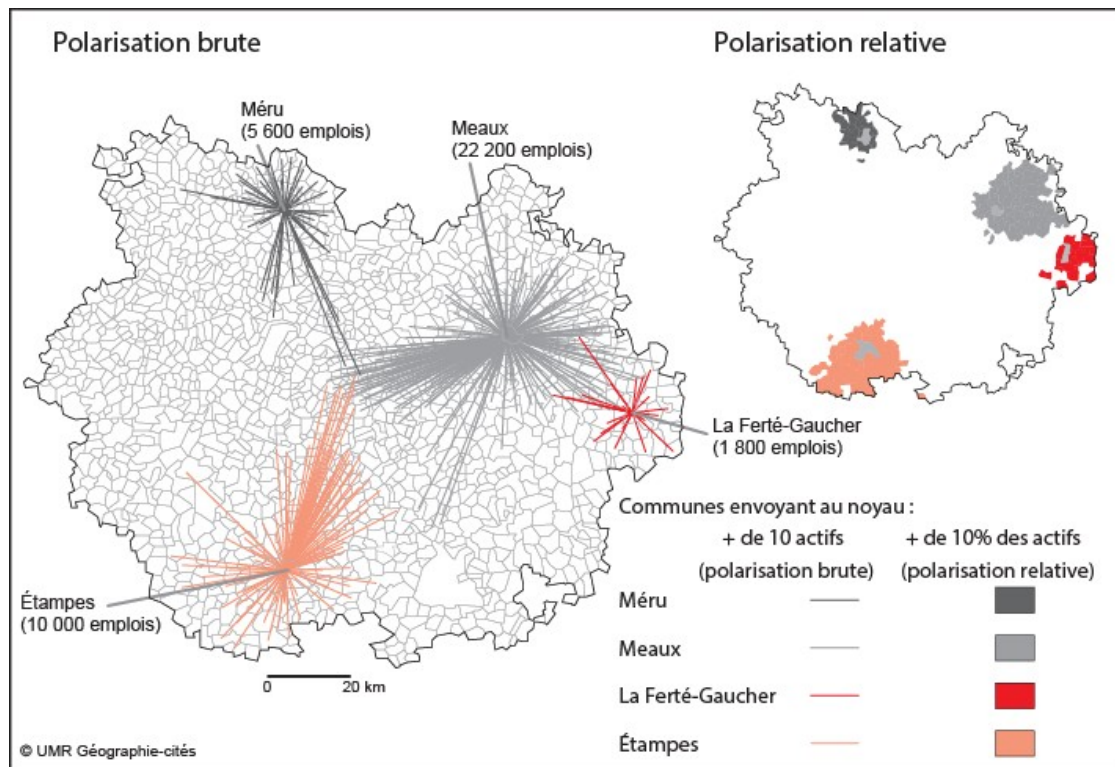 Polarisation brute
Polarisation relative
Méru
(5 600 emplois)
Meaux
(22 200 emplois)
La Ferté-Gaucher
(1 800 emplois)
Étampes
(10 000 emplois)
0 20 km
Communes envoyant au noyau :
+ de 10 actifs + de 10% des actifs
(polarisation brute) (polarisation relative)
Méru
Meaux
La Ferté-Gaucher
Étampes
© UMR Géographie-cités